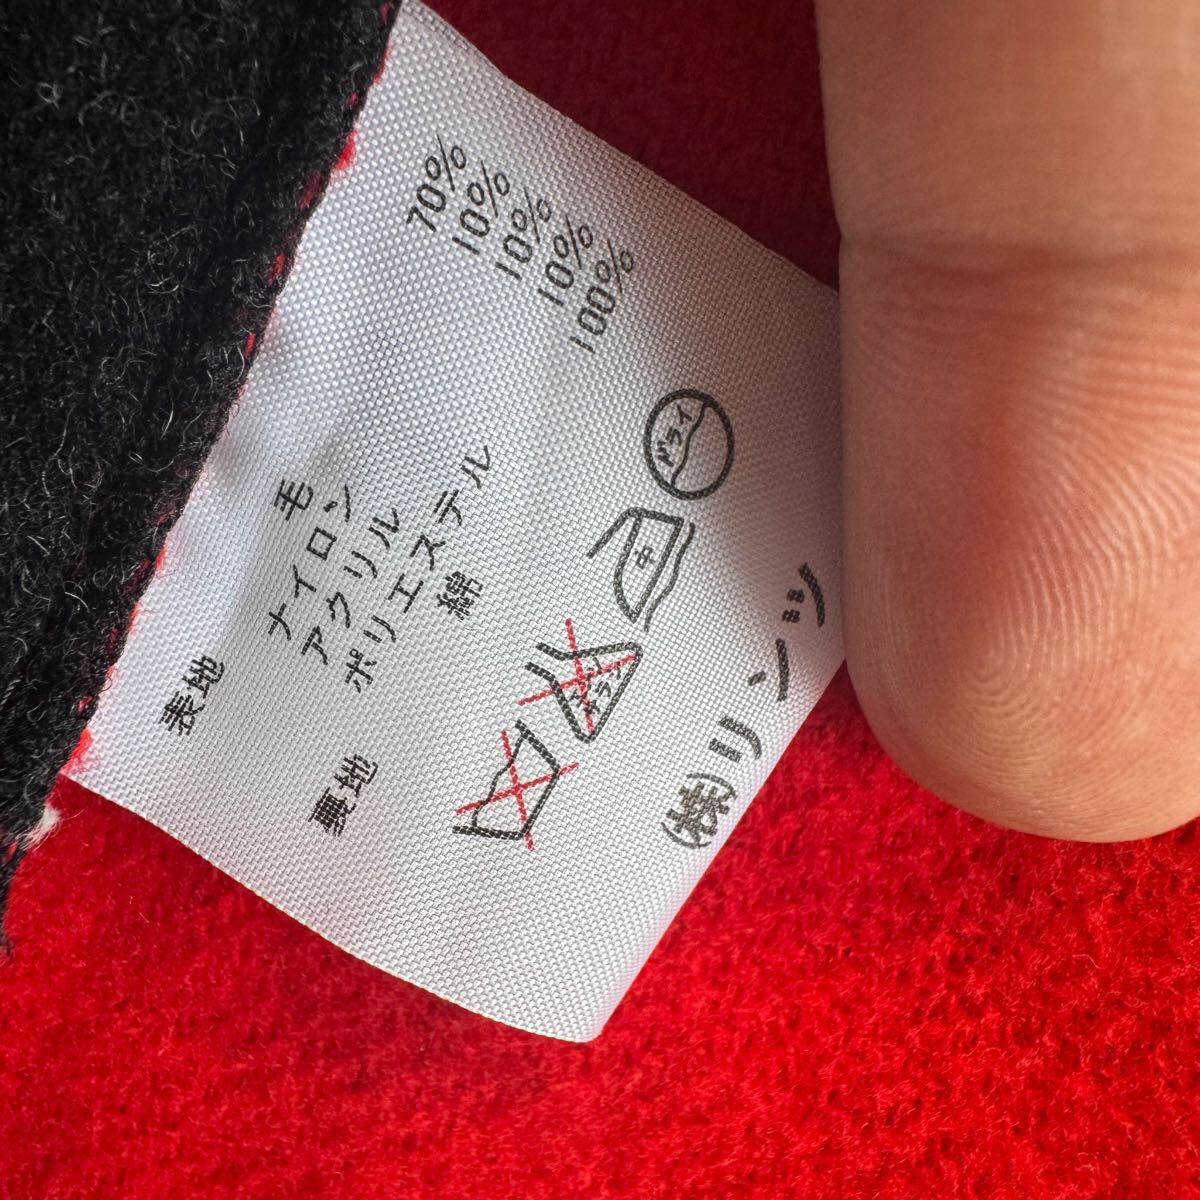 表地 毛 70%
ナイロン 10%
アクリル 10%
ポリエステル 10%
裏地 綿 100%
中
ドライ
㈱リンツ